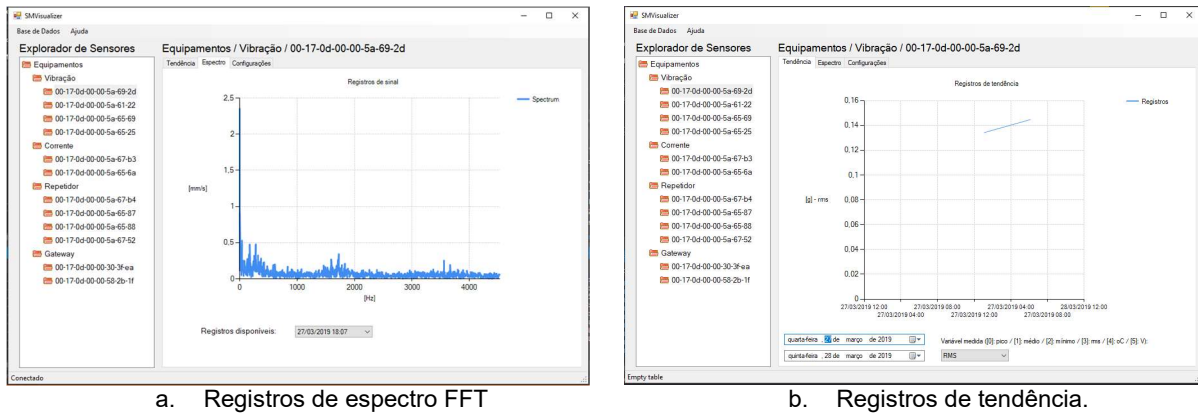 SMVisualizer
Base de Dados Ajuda
Explorador de Sensores
Equipamentos
Vibração
00-17-0d-00-00-5a-69-2d
00-17-0d-00-00-5a-61-22
00-17-0d-00-00-5a-65-69
00-17-0d-00-00-5a-65-25
Corrente
00-17-0d-00-00-5a-67-b3
00-17-0d-00-00-5a-65-6a
Repetidor
00-17-0d-00-00-5a-67-b4
00-17-0d-00-00-5a-65-87
00-17-0d-00-00-5a-65-88
00-17-0d-00-00-5a-67-52
Gateway
00-17-0d-00-00-30-3f-ea
00-17-0d-00-00-58-2b-1f
Equipamentos / Vibração / 00-17-0d-00-00-5a-69-2d
Tendência Espectro Configurações
Registros de sinal
Spectrum
2.5
2
1,5
1
0.5
0
[mm/s]
0 1000 2000 3000 4000
[Hz]
Registros disponíveis: 27/03/2019 18:07
Conectado
a. Registros de espectro FFT
SMVisualizer
Base de Dados Ajuda
Explorador de Sensores
Equipamentos
Vibração
00-17-0d-00-00-5a-69-2d
00-17-0d-00-00-5a-61-22
00-17-0d-00-00-5a-65-69
00-17-0d-00-00-5a-65-25
Corrente
00-17-0d-00-00-5a-67-b3
00-17-0d-00-00-5a-65-6a
Repetidor
00-17-0d-00-00-5a-67-b4
00-17-0d-00-00-5a-65-87
00-17-0d-00-00-5a-65-88
00-17-0d-00-00-5a-67-52
Gateway
00-17-0d-00-00-30-3f-ea
00-17-0d-00-00-58-2b-1f
Equipamentos / Vibração / 00-17-0d-00-00-5a-69-2d
Tendência Espectro Configurações
Registros de tendência
Registros
0,16
0,14
0,12
0,1
0,08
0,06
0,04
0,02
0
[g] - rms
27/03/2019 12:00 27/03/2019 08:00 27/03/2019 04:00 28/03/2019 12:00
27/03/2019 04:00 27/03/2019 12:00 27/03/2019 08:00
quarta-feira , 27 de março de 2019
Variável medida ([0]: pico / [1]: médio / [2]: mínimo / [3]: rms / [4]: oC / [5]: V):
quinta-feira , 28 de março de 2019
RMS
Empty table
b. Registros de tendência.